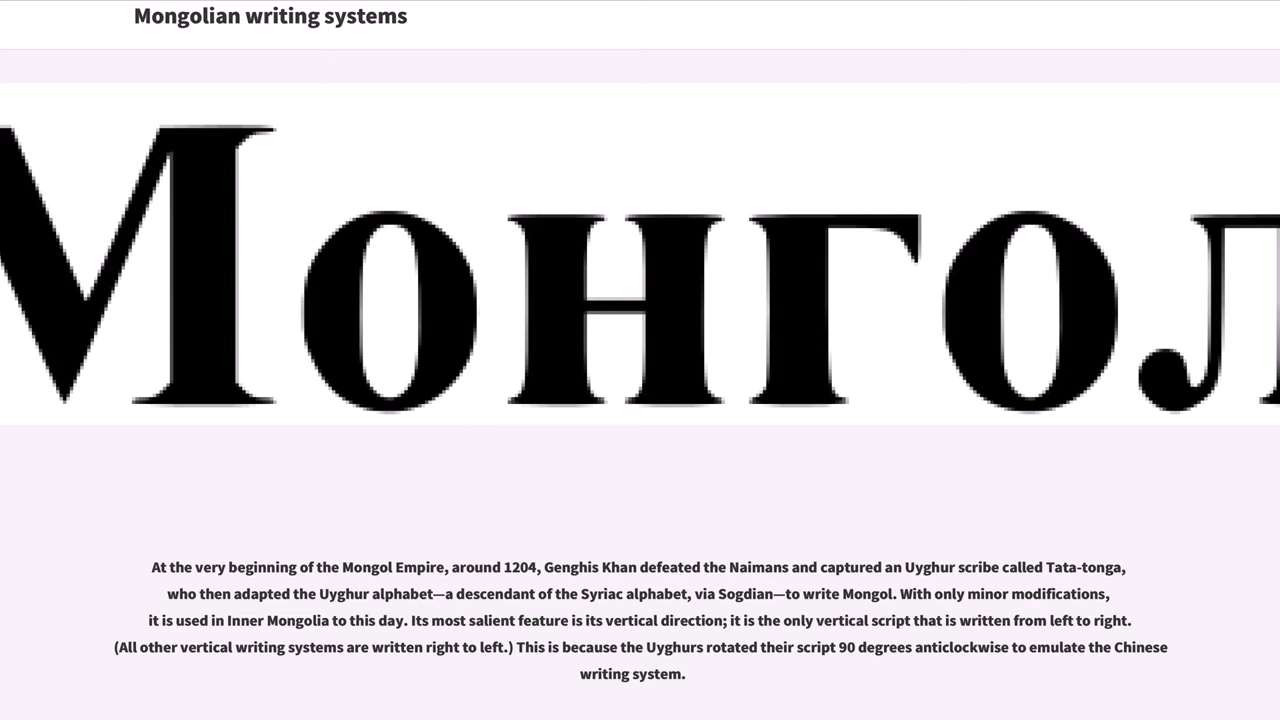 Mongolian writing systems
Монгол
At the very beginning of the Mongol Empire, around 1204, Genghis Khan defeated the Naimans and captured an Uyghur scribe called Tata-tonga,
who then adapted the Uyghur alphabet—a descendant of the Syriac alphabet, via Sogdian—to write Mongol. With only minor modifications,
it is used in Inner Mongolia to this day. Its most salient feature is its vertical direction; it is the only vertical script that is written from left to right.
(All other vertical writing systems are written right to left.) This is because the Uyghurs rotated their script 90 degrees anticlockwise to emulate the Chinese
writing system.